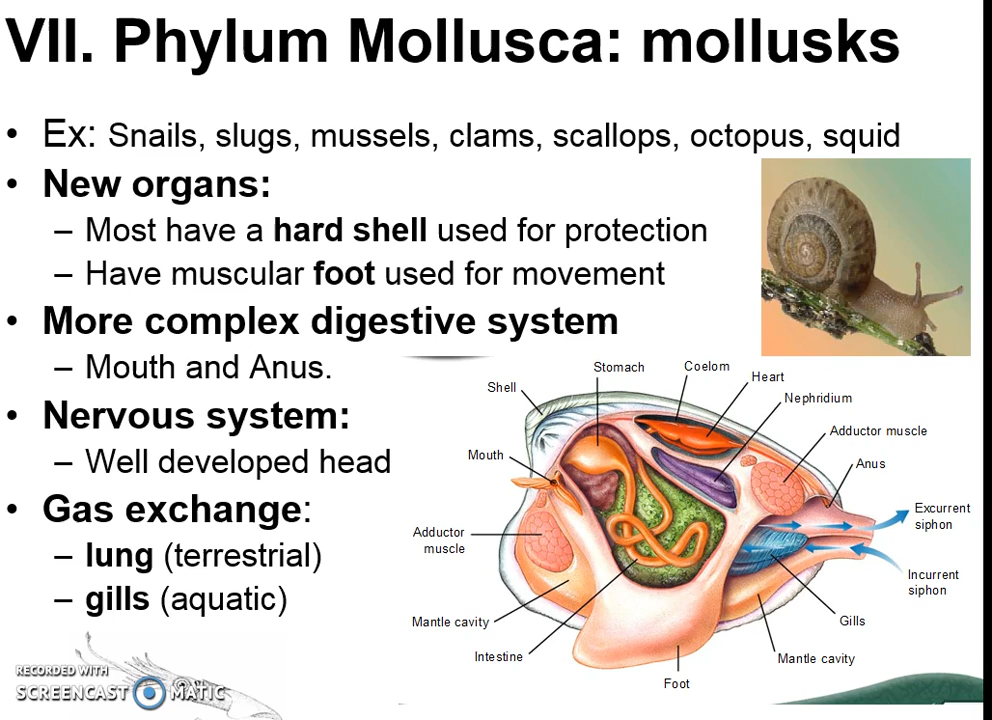 VII. Phylum Mollusca: mollusks
• Ex: Snails, slugs, mussels, clams, scallops, octopus, squid
• New organs:
– Most have a hard shell used for protection
– Have muscular foot used for movement
• More complex digestive system
– Mouth and Anus.
• Nervous system:
– Well developed head
• Gas exchange:
– lung (terrestrial)
– gills (aquatic)
Stomach
Coelom
Heart
Shell
Nephridium
Adductor muscle
Mouth
Anus
Excurrent
siphon
Adductor
muscle
Incurrent
siphon
Mantle cavity
Gills
Intestine
Mantle cavity
Foot
RECORDED WITH
SCREENCAST MATIC